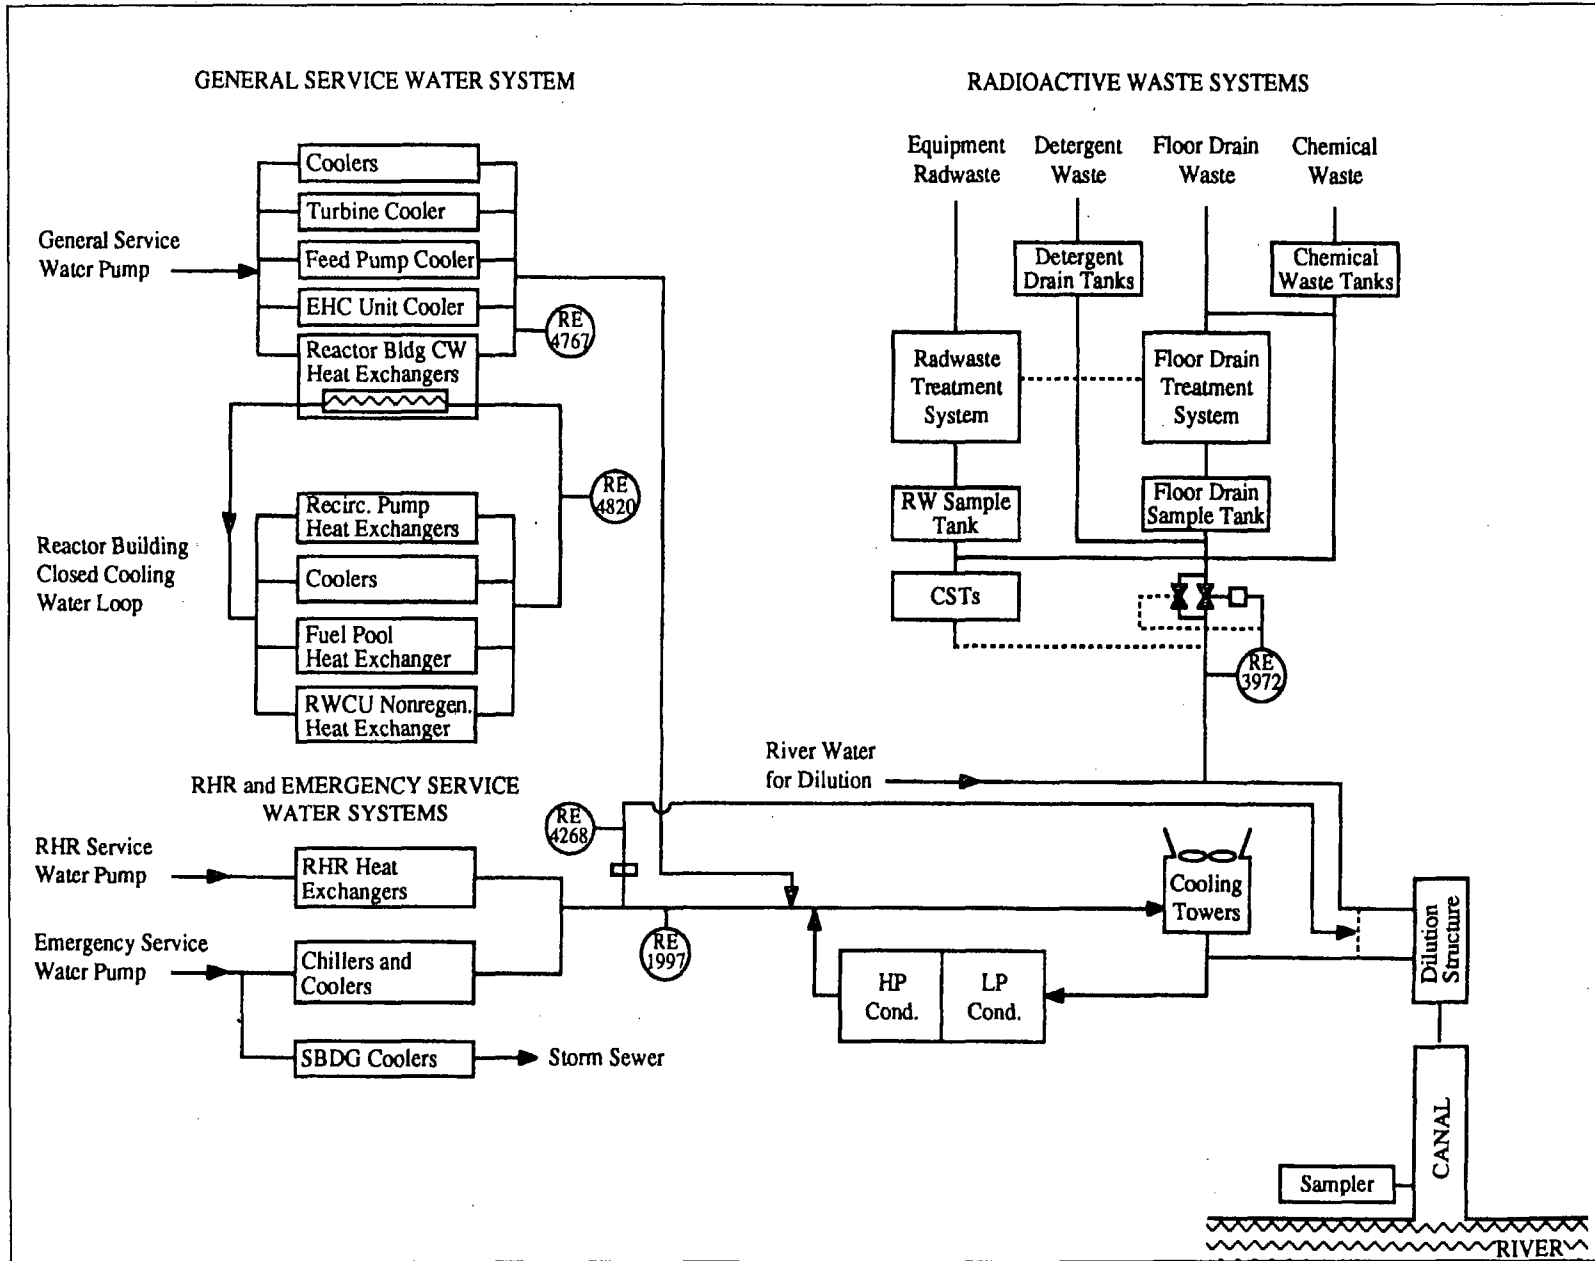 GENERAL SERVICE WATER SYSTEM
General Service
Water Pump
Coolers
Turbine Cooler
Feed Pump Cooler
EHC Unit Cooler
Reactor Bldg CW
Heat Exchangers
RE
4767
RE
4820
Reactor Building
Closed Cooling
Water Loop
Recirc. Pump
Heat Exchangers
Coolers
Fuel Pool
Heat Exchanger
RWCU Nonregen.
Heat Exchanger
RADIOACTIVE WASTE SYSTEMS
Equipment
Radwaste
Detergent
Waste
Floor Drain
Waste
Chemical
Waste
Detergent
Drain Tanks
Chemical
Waste Tanks
Radwaste
Treatment
System
Floor Drain
Treatment
System
RW Sample
Tank
Floor Drain
Sample Tank
CSTs
RE
3972
River Water
for Dilution
RHR and EMERGENCY SERVICE
WATER SYSTEMS
RE
4268
RHR Service
Water Pump
RHR Heat
Exchangers
Emergency Service
Water Pump
Chillers and
Coolers
RE
1997
SBDG Coolers
Storm Sewer
HP
Cond.
LP
Cond.
Cooling
Towers
Dilution
Structure
CANAL
Sampler
RIVER